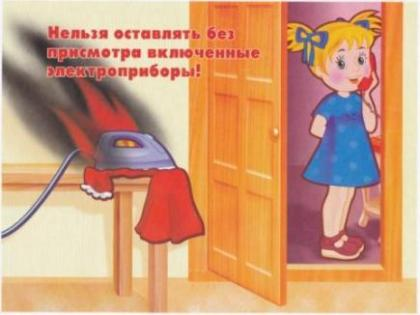 Нельзя оставлять без
присмотра включенные
электроприборы!